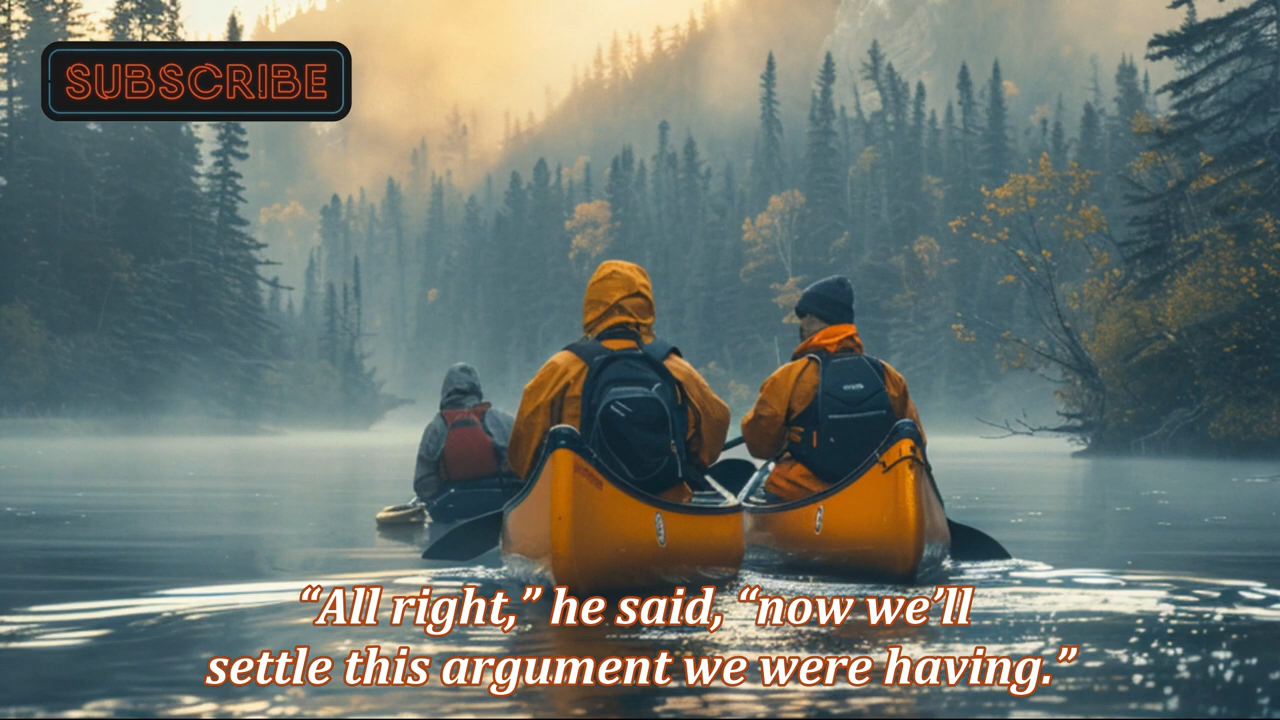 SUBSCRIBE
“All right,” he said, “now we’ll
settle this argument we were having.”